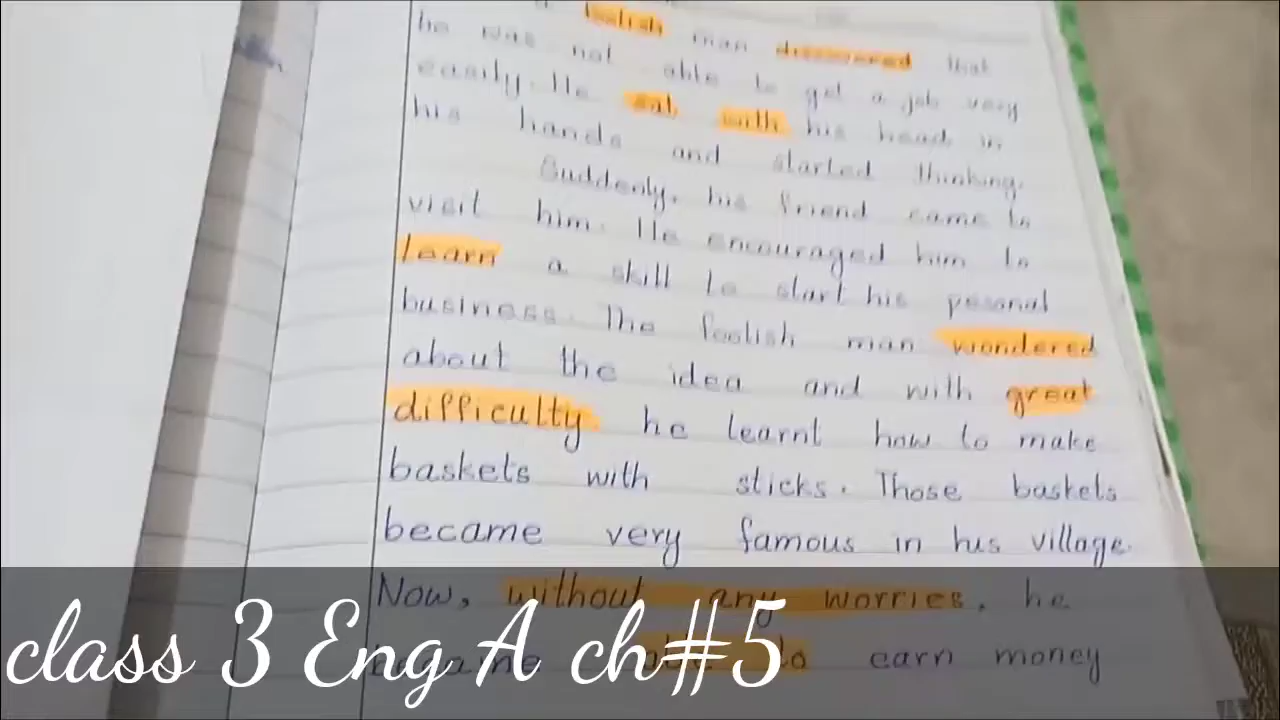 foolish man discovered that
he was not able to get a job very
easily. He sat with his head in
his hands and started thinking.
Suddenly, his friend came to
visit him. He encouraged him to
learn a skill to start his pesonal
business. The foolish man wondered
about the idea and with great
difficulty he learnt how to make
baskets with sticks. Those baskets
became very famous in his village.
Now, without any worries, he
became able to earn money
class 3 Eng A ch#5